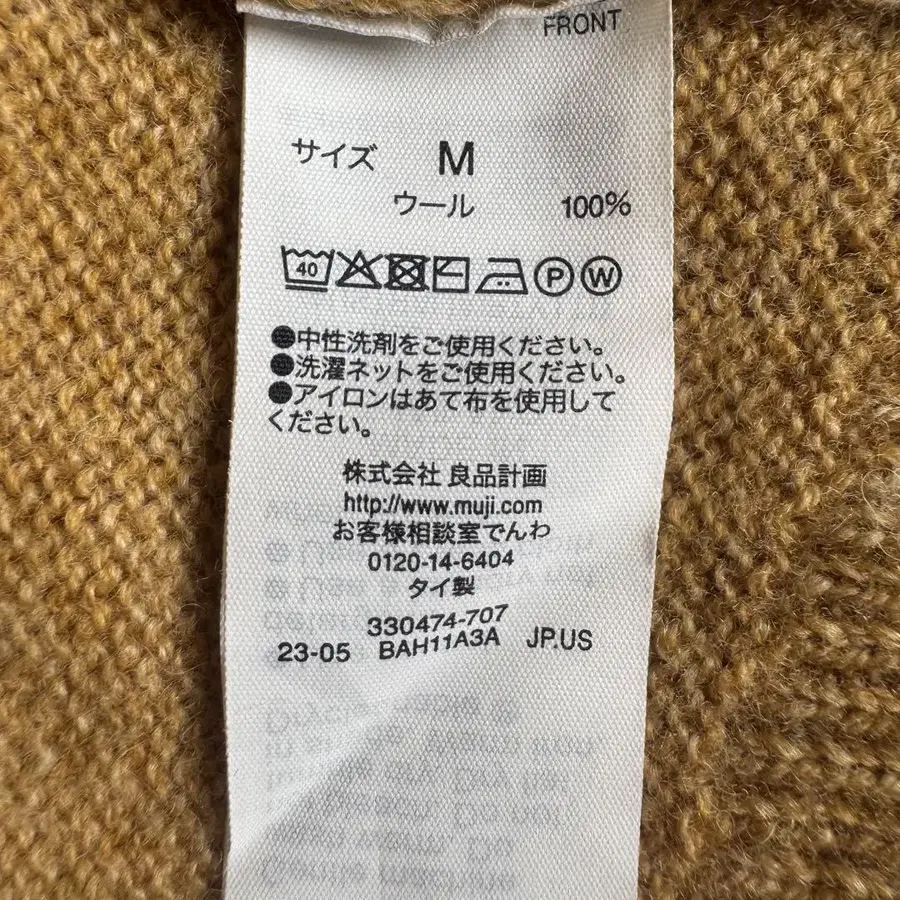 FRONT
サイズ M
ウール 100%
40 P W
●中性洗剤をご使用ください。
●洗濯ネットをご使用ください。
●アイロンはあて布を使用して
ください。
株式会社 良品計画
http://www.muji.com
お客様相談室でんわ
0120-14-6404
タイ製
330474-707
23-05 BAH11A3A JP.US